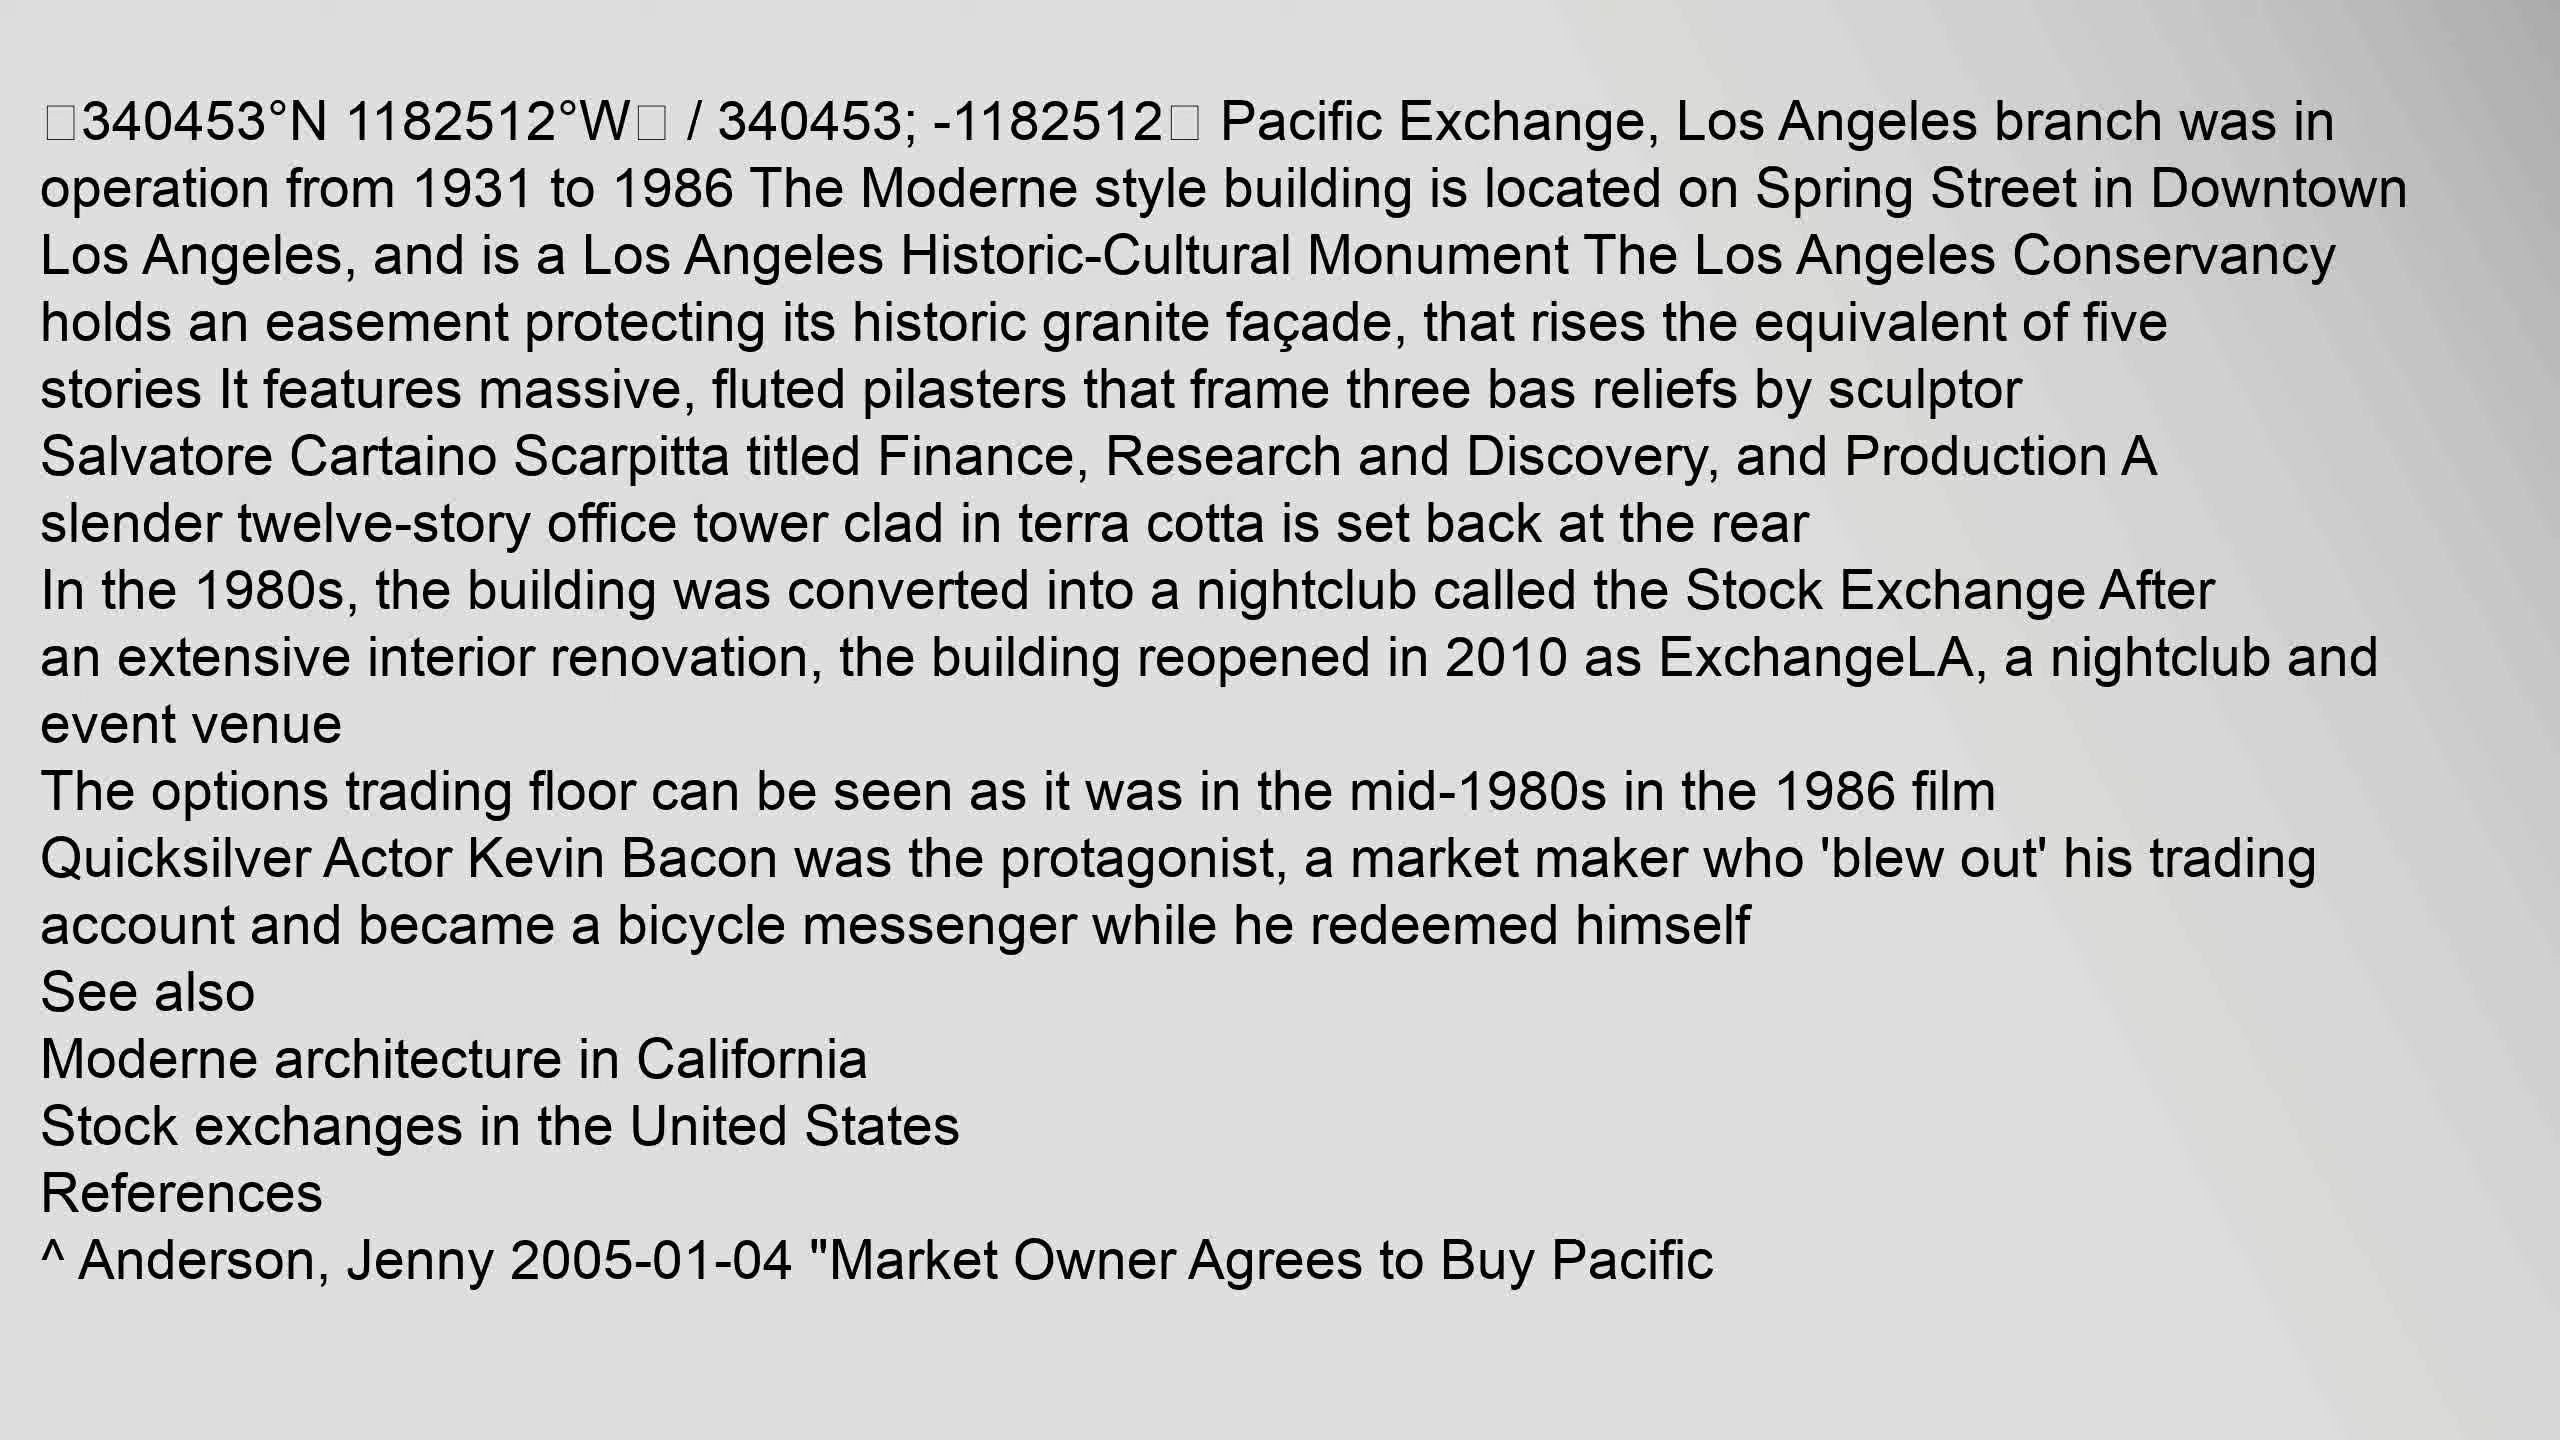 340453°N 1182512°W / 340453; -1182512 Pacific Exchange, Los Angeles branch was in
operation from 1931 to 1986 The Moderne style building is located on Spring Street in Downtown
Los Angeles, and is a Los Angeles Historic-Cultural Monument The Los Angeles Conservancy
holds an easement protecting its historic granite façade, that rises the equivalent of five
stories It features massive, fluted pilasters that frame three bas reliefs by sculptor
Salvatore Cartaino Scarpitta titled Finance, Research and Discovery, and Production A
slender twelve-story office tower clad in terra cotta is set back at the rear
In the 1980s, the building was converted into a nightclub called the Stock Exchange After
an extensive interior renovation, the building reopened in 2010 as ExchangeLA, a nightclub and
event venue
The options trading floor can be seen as it was in the mid-1980s in the 1986 film
Quicksilver Actor Kevin Bacon was the protagonist, a market maker who 'blew out' his trading
account and became a bicycle messenger while he redeemed himself
See also
Moderne architecture in California
Stock exchanges in the United States
References
^ Anderson, Jenny 2005-01-04 "Market Owner Agrees to Buy Pacific